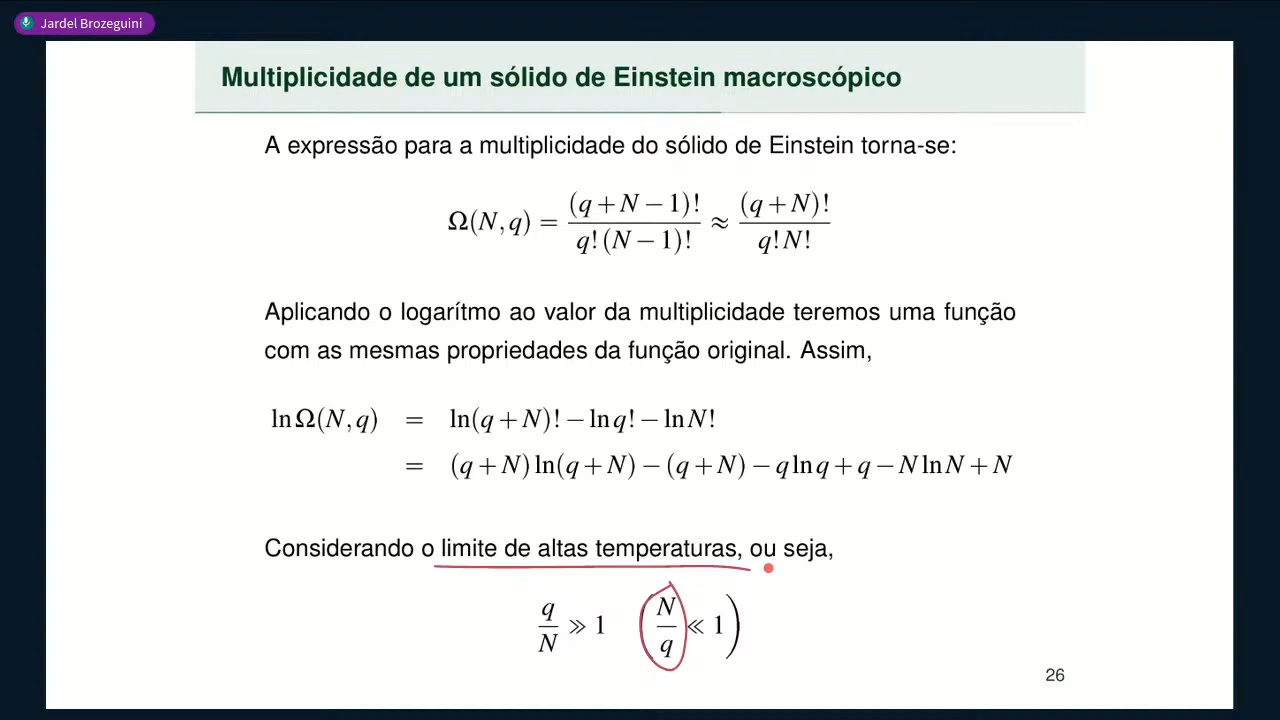 Jardel Brozeguini
Multiplicidade de um sólido de Einstein macroscópico
A expressão para a multiplicidade do sólido de Einstein torna-se:
Ω(N,q) = (q+N−1)! / q!(N−1)! ≈ (q+N)! / q!N!
Aplicando o logarítmo ao valor da multiplicidade teremos uma função
com as mesmas propriedades da função original. Assim,
lnΩ(N,q) = ln(q+N)!−lnq!−lnN!
= (q+N)ln(q+N)−(q+N)−qlnq+q−NlnN+N
Considerando o limite de altas temperaturas, ou seja,
q/N ≫ 1 (N/q ≪ 1)
26